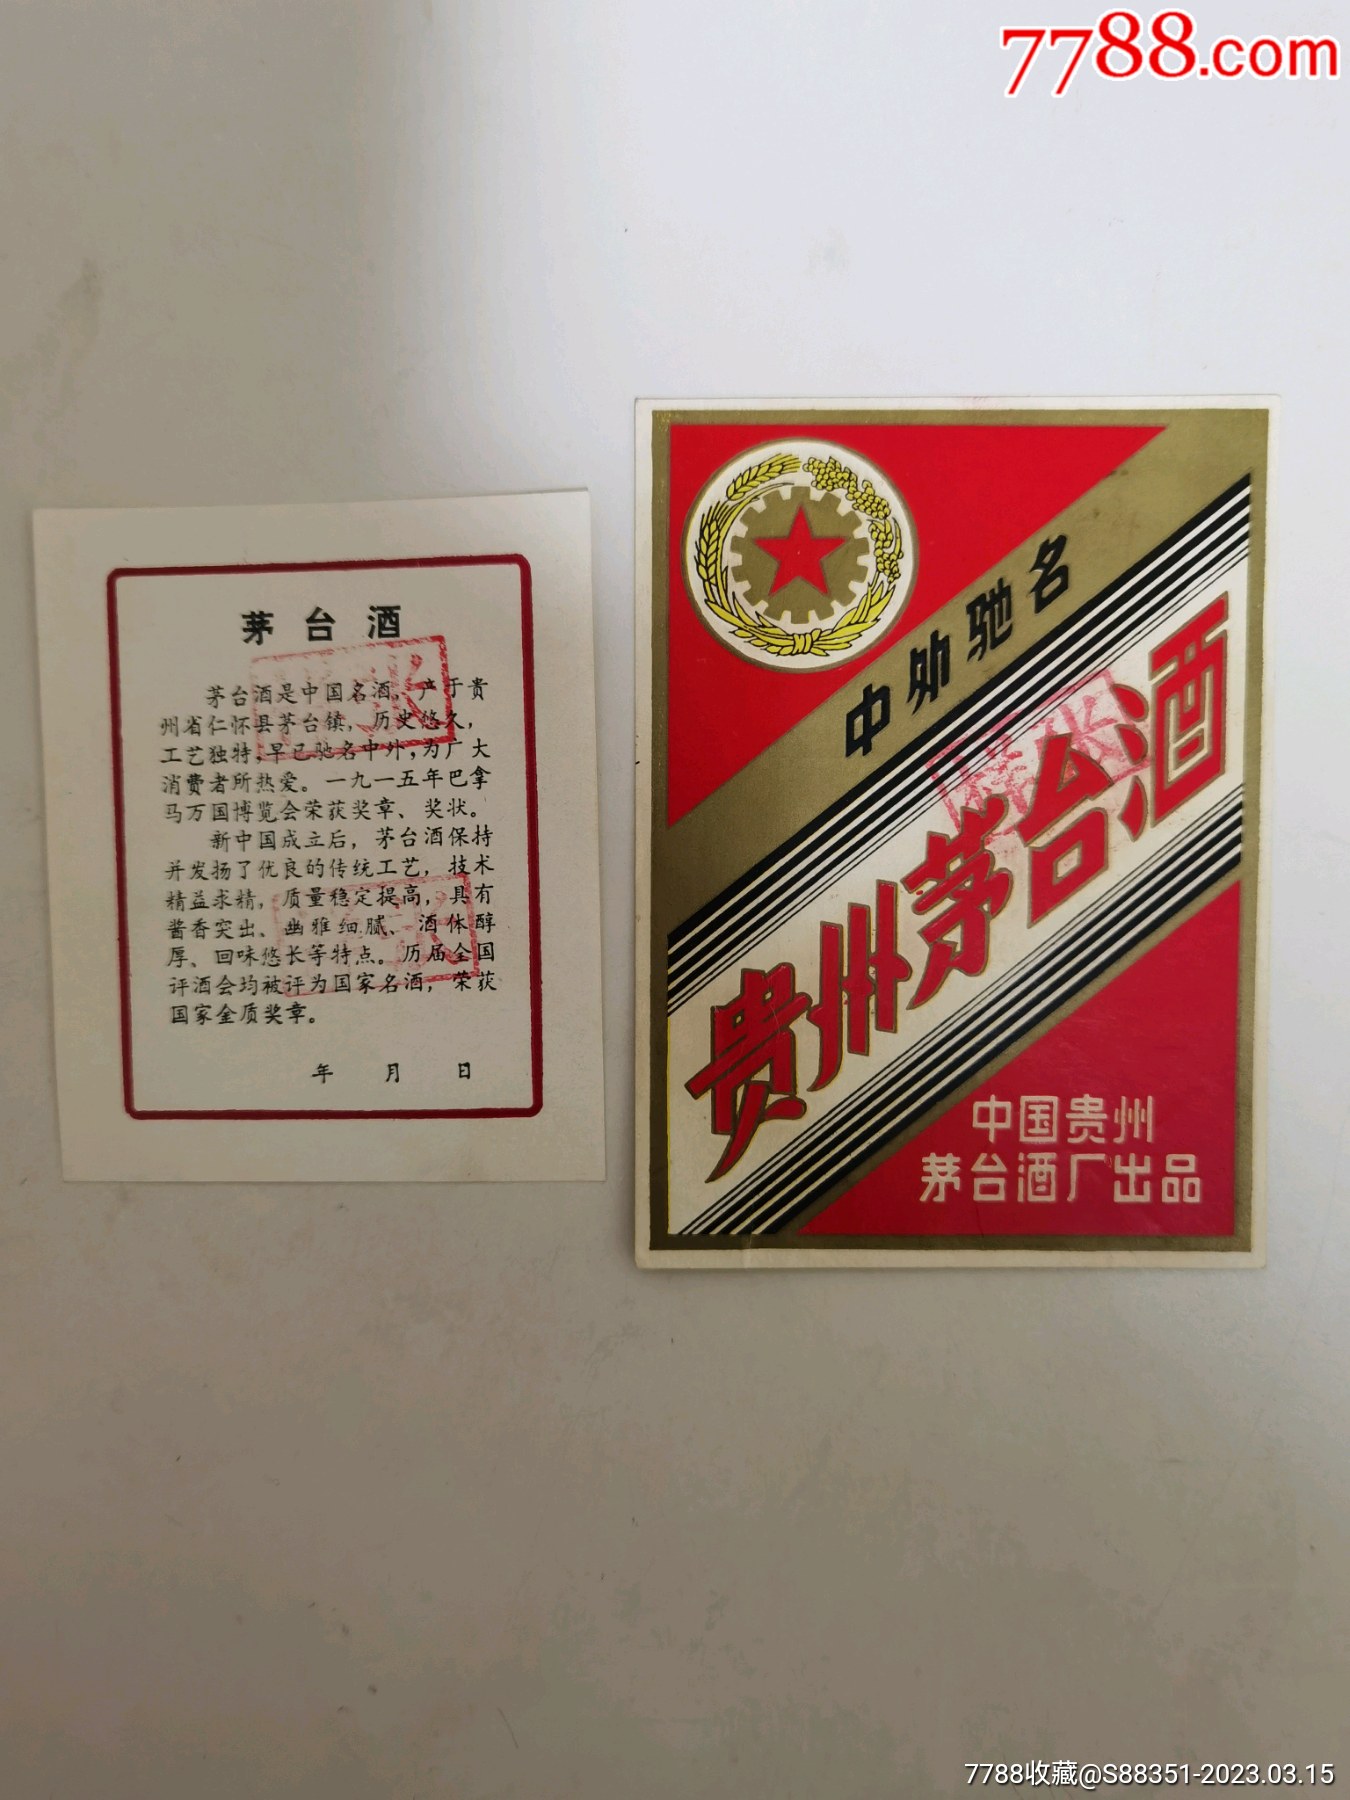 7788.com
茅台酒
茅台酒是中国名酒，产于贵
州省仁怀县茅台镇，历史悠久，
工艺独特，早已驰名中外，为广大
消费者所热爱。一九一五年巴拿
马万国博览会荣获奖章、奖状。
新中国成立后，茅台酒保持
并发扬了优良的传统工艺，技术
精益求精，质量稳定提高，具有
酱香突出、幽雅细腻、酒体醇
厚、回味悠长等特点。历届全国
评酒会均被评为国家名酒，荣获
国家金质奖章。
年 月 日
中外驰名
贵州茅台酒
中国贵州
茅台酒厂出品
7788收藏@S88351-2023.03.15